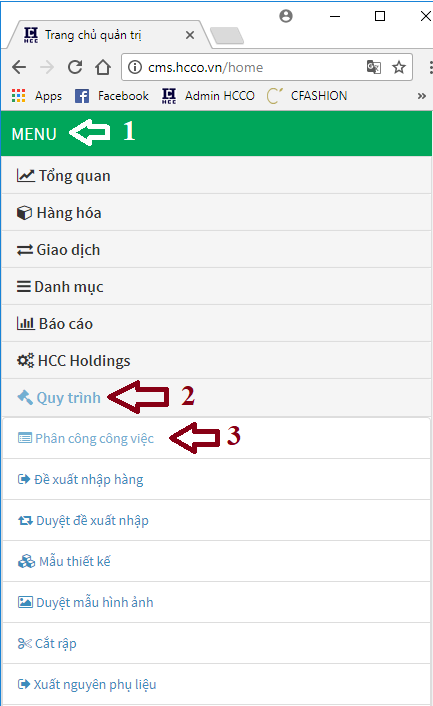 HCC Trang chủ quản trị
cms.hcco.vn/home
Apps Facebook HCC Admin HCCO CFASHION »
MENU 1
Tổng quan
Hàng hóa
Giao dịch
Danh mục
Báo cáo
HCC Holdings
Quy trình 2
Phân công công việc 3
Đề xuất nhập hàng
Duyệt đề xuất nhập
Mẫu thiết kế
Duyệt mẫu hình ảnh
Cắt rập
Xuất nguyên phụ liệu